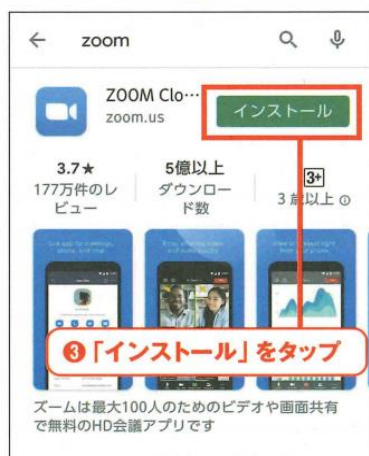 zoom
ZOOM Clo…
zoom.us
インストール
3.7★
177万件のレ
ビュー
5億以上
ダウンロー
ド数
3+
3 歳以上
❸「インストール」をタップ
ズームは最大100人のためのビデオや画面共有
で無料のHD会議アプリです